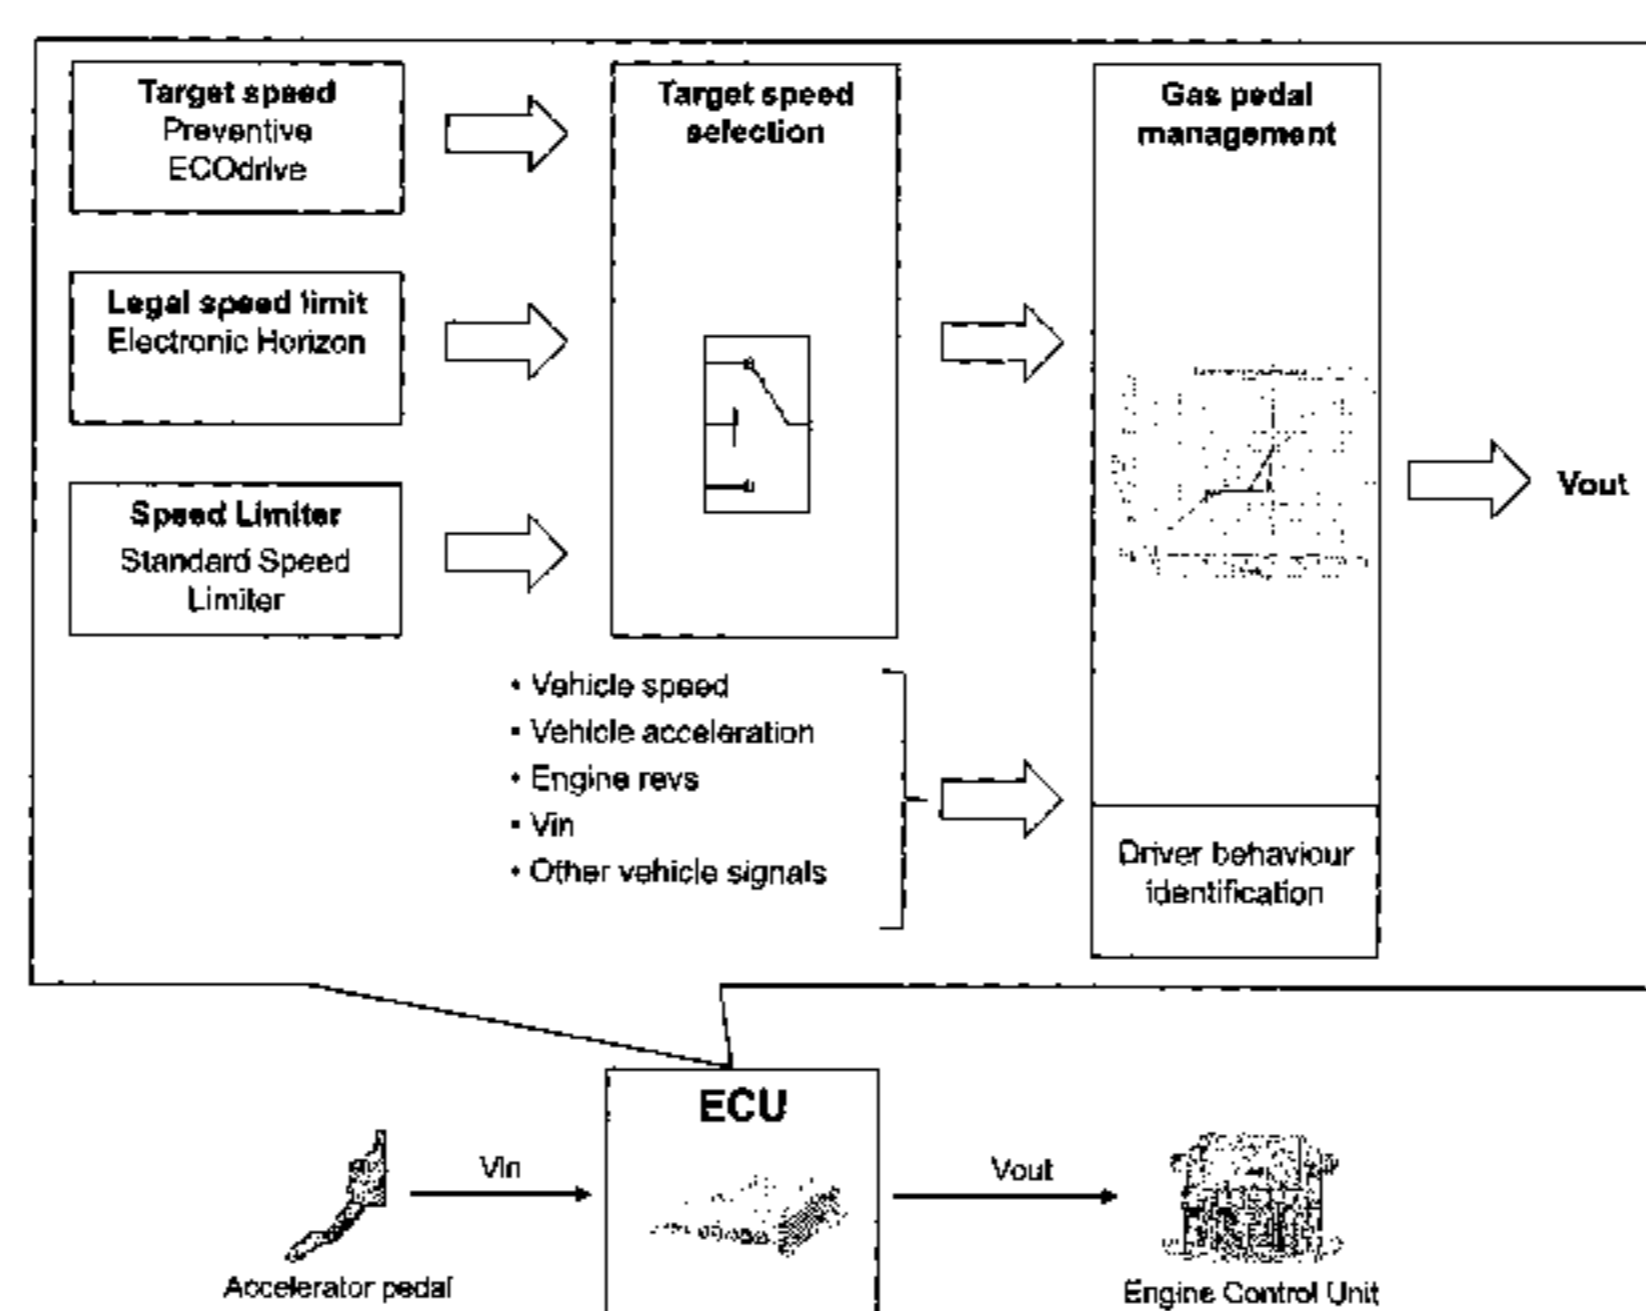 Target speed
Preventive
ECOdrive
Target speed
selection
Gas pedal
management
Legal speed limit
Electronic Horizon
Speed Limiter
Standard Speed
Limiter
Vout
• Vehicle speed
• Vehicle acceleration
• Engine revs
• Vin
• Other vehicle signals
Driver behaviour
identification
ECU
Vin
Vout
Accelerator pedal
Engine Control Unit